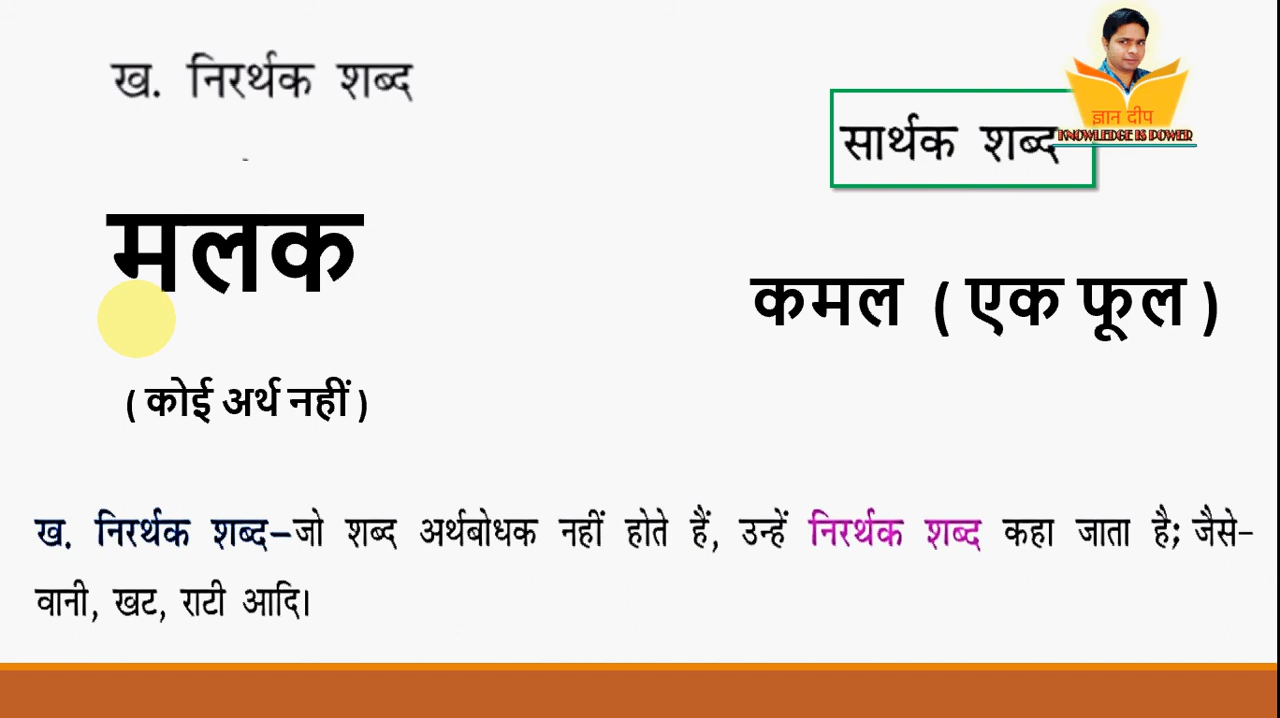 ख. निरर्थक शब्द
ज्ञान दीप
KNOWLEDGE IS POWER
सार्थक शब्द
मलक
कमल ( एक फूल )
( कोई अर्थ नहीं )
ख. निरर्थक शब्द–जो शब्द अर्थबोधक नहीं होते हैं, उन्हें निरर्थक शब्द कहा जाता है; जैसे–
वानी, खट, राटी आदि।